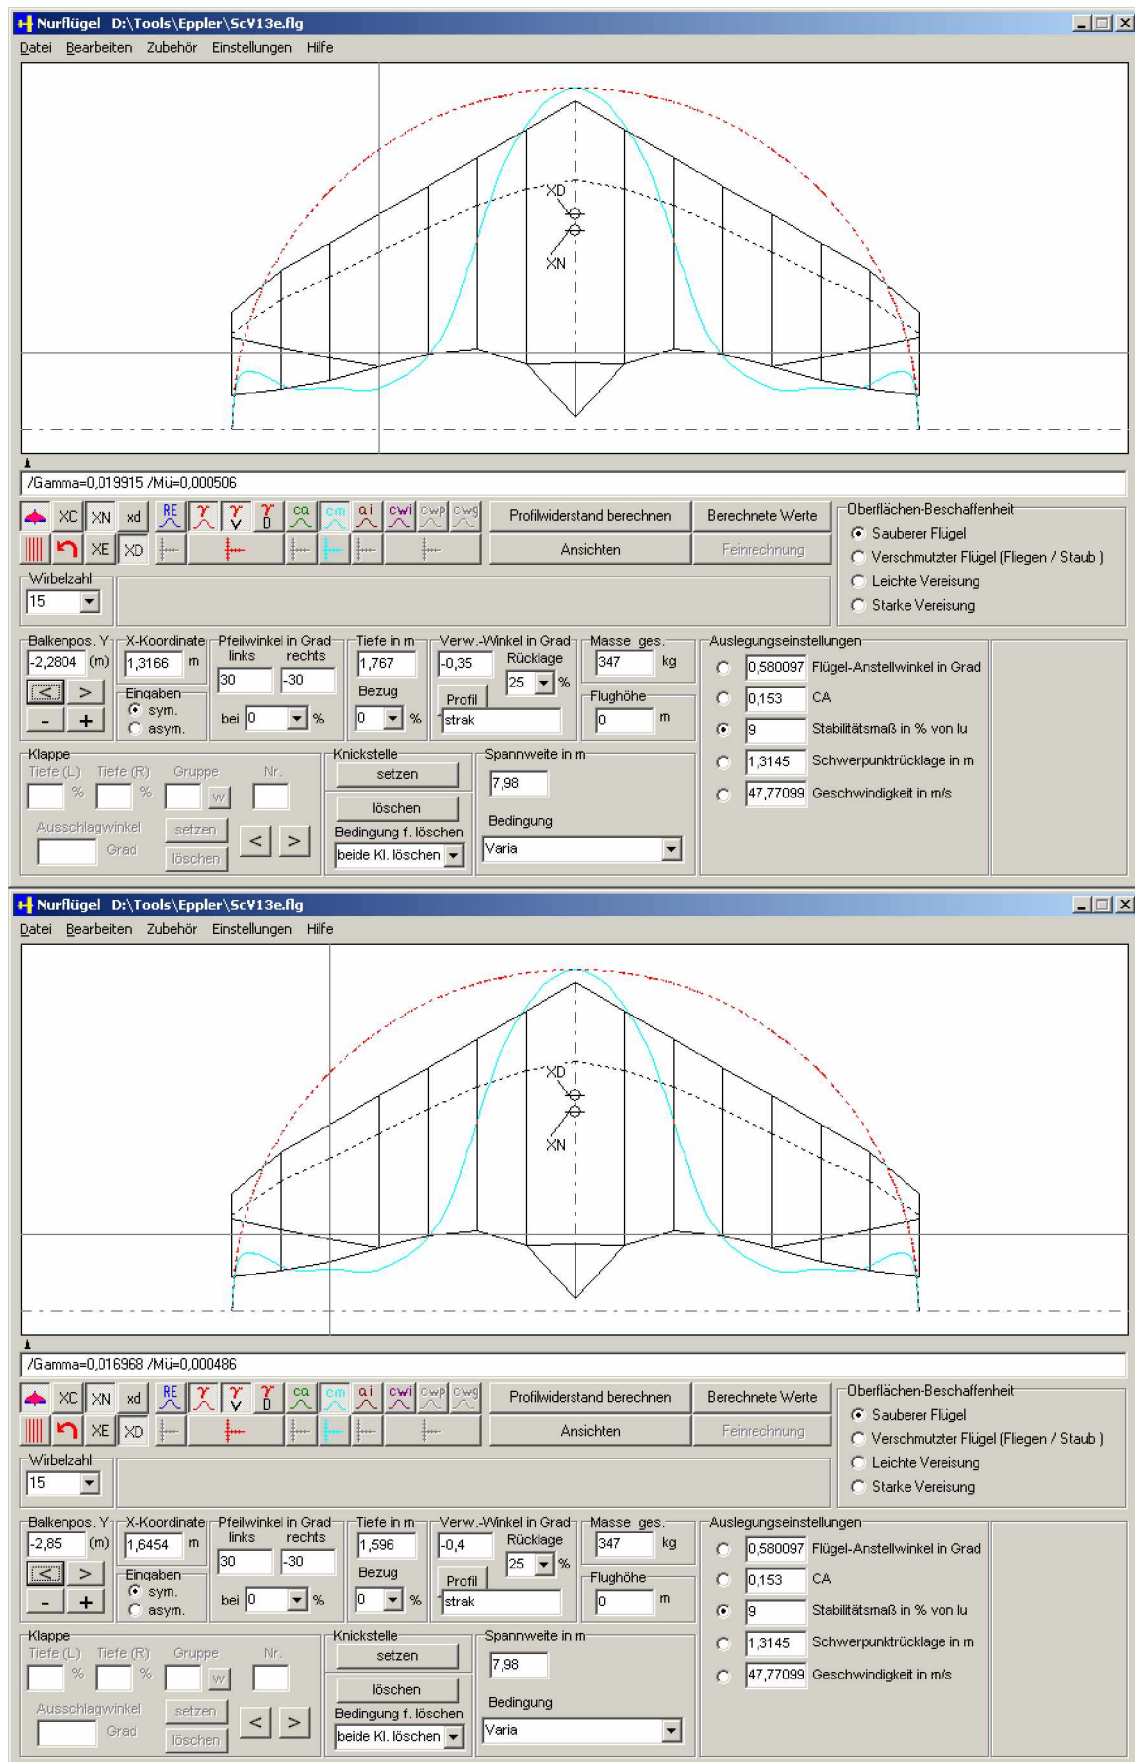 Nurflügel D:\Tools\Eppler\ScV13e.flg
Datei Bearbeiten Zubehör Einstellungen Hilfe
XD
XN
/Gamma=0,019915 /Mü=0,000506
XC XN xd RE γ γ V γ D ca cm ai cwi cwp cwg Profilwiderstand berechnen Berechnete Werte Oberflächen-Beschaffenheit
Sauberer Flügel
XE XD Ansichten Feinrechnung
Verschmutzter Flügel (Fliegen / Staub )
Leichte Vereisung
Starke Vereisung
Wirbelzahl
15
Balkenpos. Y X-Koordinate Pfeilwinkel in Grad Tiefe in m Verw.-Winkel in Grad Masse ges. Auslegungseinstellungen
-2,2804 (m) 1,3166 m links rechts 1,767 -0,35 Rücklage 347 kg 0,580097 Flügel-Anstellwinkel in Grad
30 -30 25 %
< > Eingaben Bezug Profil Flughöhe 0,153 CA
sym. bei 0 % 0 % strak 0 m 9 Stabilitätsmaß in % von lu
- + asym.
1,3145 Schwerpunktrücklage in m
47,77099 Geschwindigkeit in m/s
Klappe Knickstelle Spannweite in m
Tiefe (L) Tiefe (R) Gruppe Nr. setzen 7,98
% % w löschen
Ausschlagwinkel setzen < > Bedingung f. löschen Bedingung
Grad löschen beide Kl. löschen Varia
Nurflügel D:\Tools\Eppler\ScV13e.flg
Datei Bearbeiten Zubehör Einstellungen Hilfe
XD
XN
/Gamma=0,016968 /Mü=0,000486
XC XN xd RE γ γ V γ D ca cm ai cwi cwp cwg Profilwiderstand berechnen Berechnete Werte Oberflächen-Beschaffenheit
Sauberer Flügel
XE XD Ansichten Feinrechnung
Verschmutzter Flügel (Fliegen / Staub )
Leichte Vereisung
Starke Vereisung
Wirbelzahl
15
Balkenpos. Y X-Koordinate Pfeilwinkel in Grad Tiefe in m Verw.-Winkel in Grad Masse ges. Auslegungseinstellungen
-2,85 (m) 1,6454 m links rechts 1,596 -0,4 Rücklage 347 kg 0,580097 Flügel-Anstellwinkel in Grad
30 -30 25 %
< > Eingaben Bezug Profil Flughöhe 0,153 CA
sym. bei 0 % 0 % strak 0 m 9 Stabilitätsmaß in % von lu
- + asym.
1,3145 Schwerpunktrücklage in m
47,77099 Geschwindigkeit in m/s
Klappe Knickstelle Spannweite in m
Tiefe (L) Tiefe (R) Gruppe Nr. setzen 7,98
% % w löschen
Ausschlagwinkel setzen < > Bedingung f. löschen Bedingung
Grad löschen beide Kl. löschen Varia